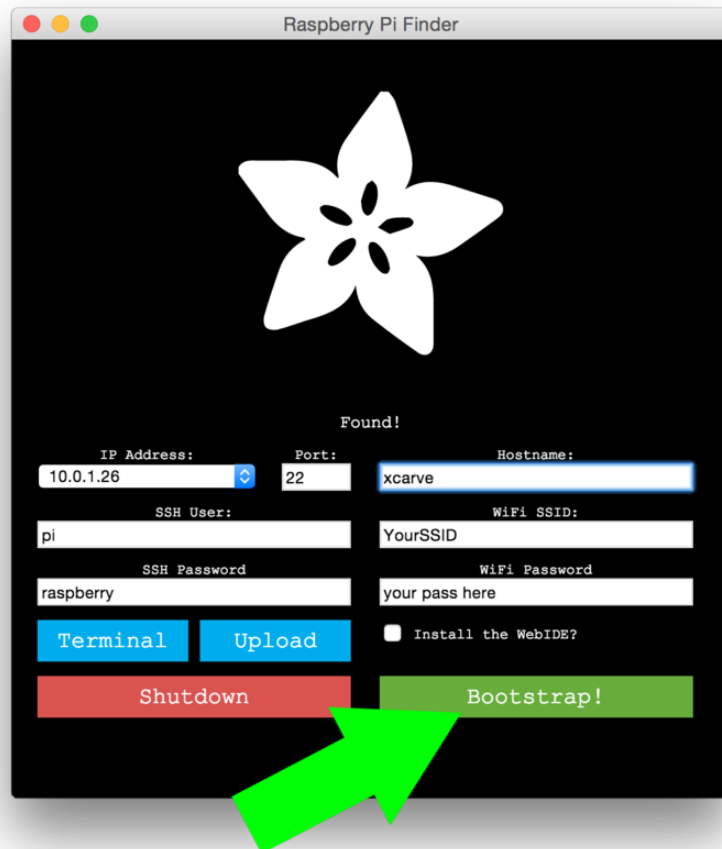 Raspberry Pi Finder
Found!
IP Address: Port: Hostname:
10.0.1.26 22 xcarve
SSH User: WiFi SSID:
pi YourSSID
SSH Password WiFi Password
raspberry your pass here
Terminal Upload Install the WebIDE?
Shutdown Bootstrap!